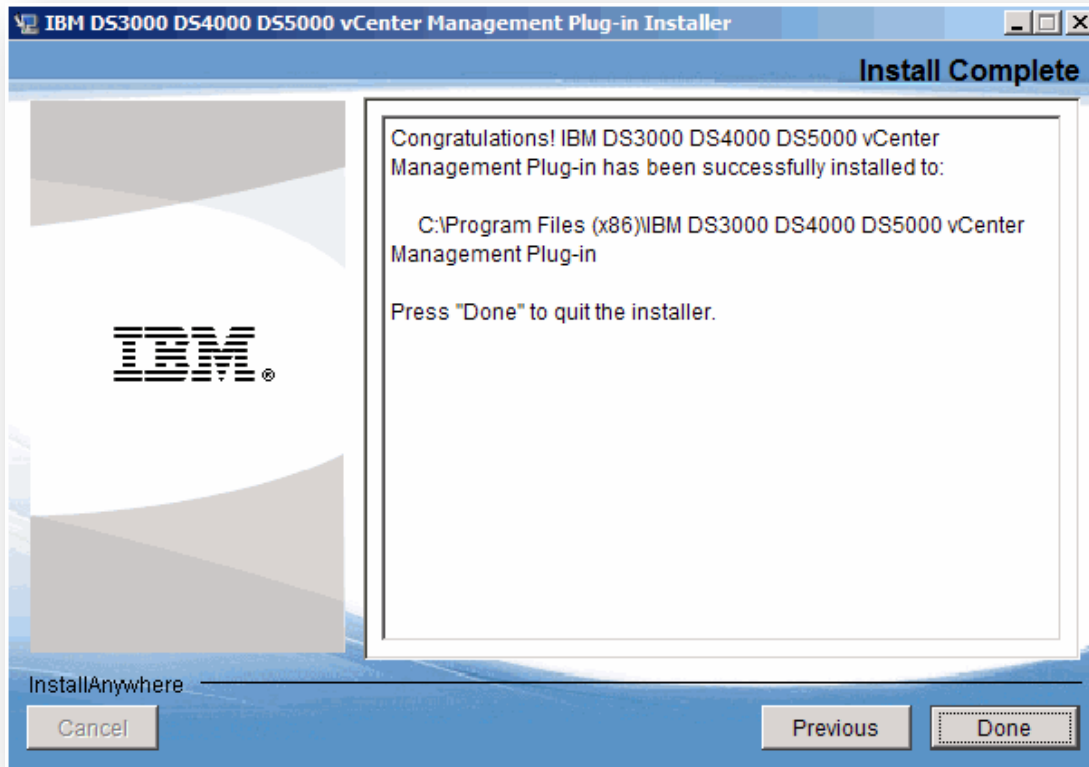 IBM DS3000 DS4000 DS5000 vCenter Management Plug-in Installer
Install Complete
Congratulations! IBM DS3000 DS4000 DS5000 vCenter
Management Plug-in has been successfully installed to:
C:\Program Files (x86)\IBM DS3000 DS4000 DS5000 vCenter
Management Plug-in
Press "Done" to quit the installer.
IBM®
InstallAnywhere
Cancel
Previous
Done